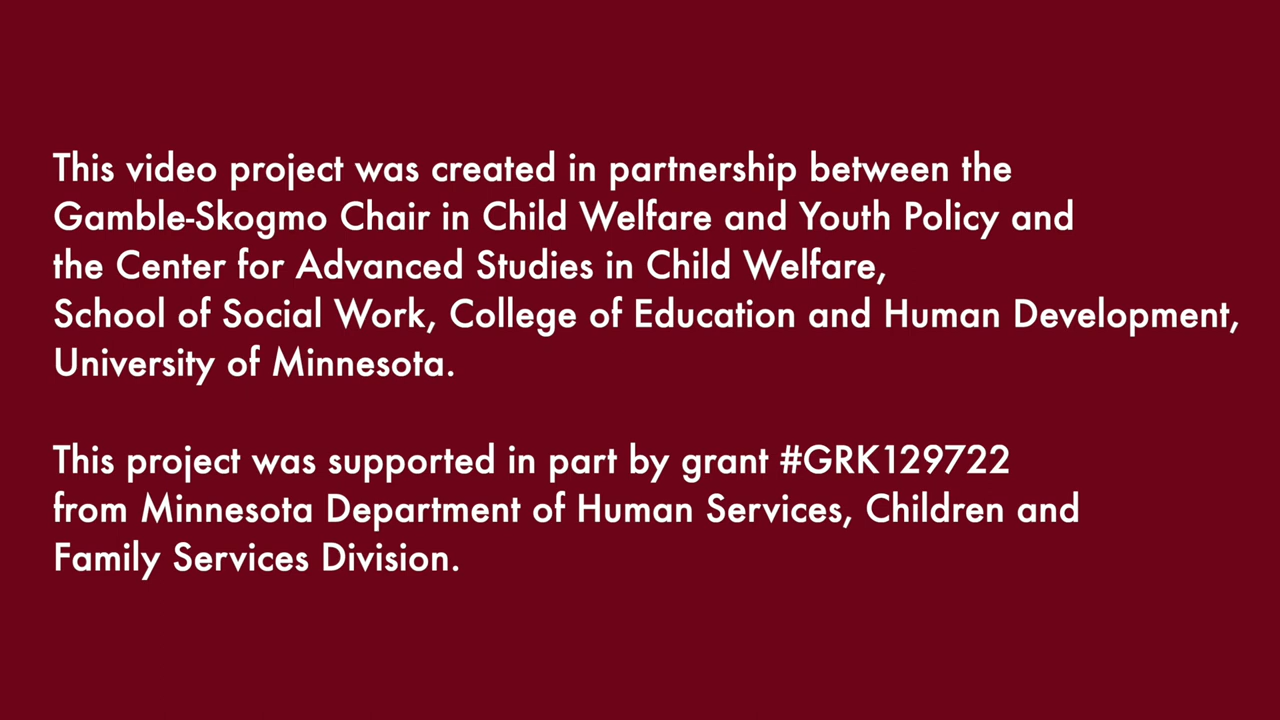 This video project was created in partnership between the
Gamble-Skogmo Chair in Child Welfare and Youth Policy and
the Center for Advanced Studies in Child Welfare,
School of Social Work, College of Education and Human Development,
University of Minnesota.
This project was supported in part by grant #GRK129722
from Minnesota Department of Human Services, Children and
Family Services Division.